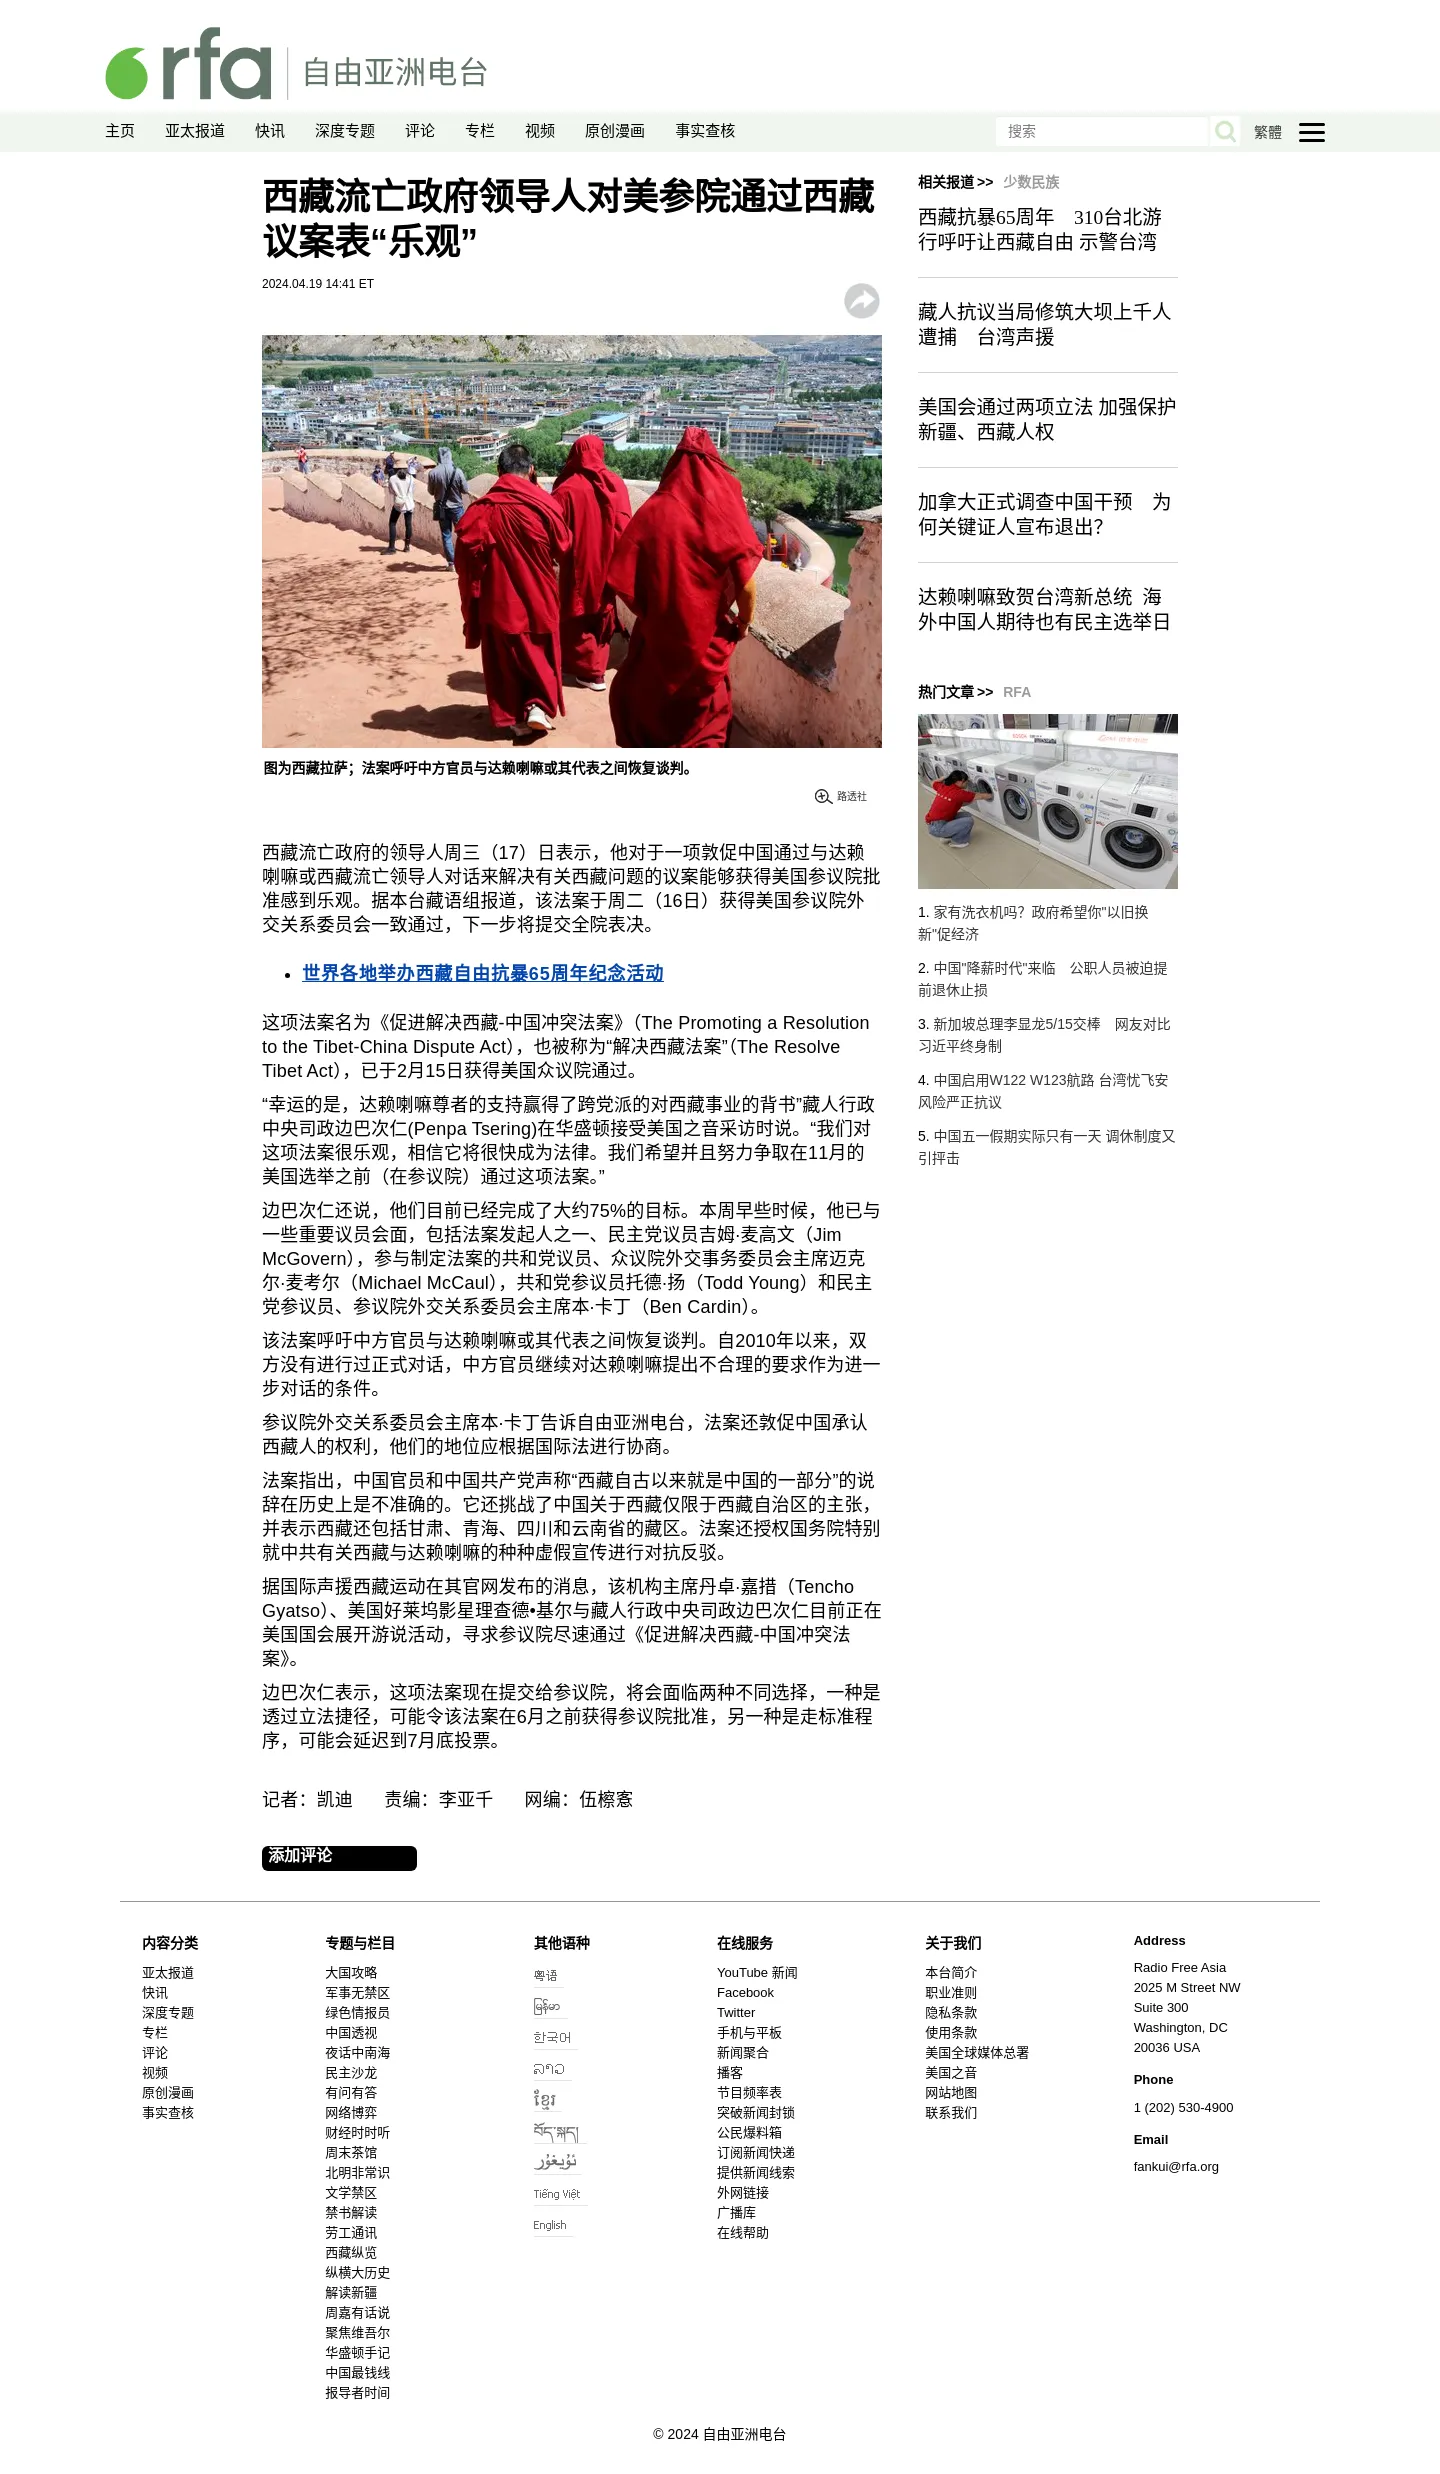 rfa 自由亚洲电台
主页 亚太报道 快讯 深度专题 评论 专栏 视频 原创漫画 事实查核 搜索 繁體
西藏流亡政府领导人对美参院通过西藏
议案表“乐观”
2024.04.19 14:41 ET
图为西藏拉萨；法案呼吁中方官员与达赖喇嘛或其代表之间恢复谈判。
路透社
西藏流亡政府的领导人周三（17）日表示，他对于一项敦促中国通过与达赖
喇嘛或西藏流亡领导人对话来解决有关西藏问题的议案能够获得美国参议院批
准感到乐观。据本台藏语组报道，该法案于周二（16日）获得美国参议院外
交关系委员会一致通过，下一步将提交全院表决。
世界各地举办西藏自由抗暴65周年纪念活动
这项法案名为《促进解决西藏-中国冲突法案》（The Promoting a Resolution
to the Tibet-China Dispute Act），也被称为“解决西藏法案”（The Resolve
Tibet Act），已于2月15日获得美国众议院通过。
“幸运的是，达赖喇嘛尊者的支持赢得了跨党派的对西藏事业的背书”藏人行政
中央司政边巴次仁(Penpa Tsering)在华盛顿接受美国之音采访时说。“我们对
这项法案很乐观，相信它将很快成为法律。我们希望并且努力争取在11月的
美国选举之前（在参议院）通过这项法案。”
边巴次仁还说，他们目前已经完成了大约75%的目标。本周早些时候，他已与
一些重要议员会面，包括法案发起人之一、民主党议员吉姆·麦高文（Jim
McGovern），参与制定法案的共和党议员、众议院外交事务委员会主席迈克
尔·麦考尔（Michael McCaul），共和党参议员托德·扬（Todd Young）和民主
党参议员、参议院外交关系委员会主席本·卡丁（Ben Cardin）。
该法案呼吁中方官员与达赖喇嘛或其代表之间恢复谈判。自2010年以来，双
方没有进行过正式对话，中方官员继续对达赖喇嘛提出不合理的要求作为进一
步对话的条件。
参议院外交关系委员会主席本·卡丁告诉自由亚洲电台，法案还敦促中国承认
西藏人的权利，他们的地位应根据国际法进行协商。
法案指出，中国官员和中国共产党声称“西藏自古以来就是中国的一部分”的说
辞在历史上是不准确的。它还挑战了中国关于西藏仅限于西藏自治区的主张，
并表示西藏还包括甘肃、青海、四川和云南省的藏区。法案还授权国务院特别
就中共有关西藏与达赖喇嘛的种种虚假宣传进行对抗反驳。
据国际声援西藏运动在其官网发布的消息，该机构主席丹卓·嘉措（Tencho
Gyatso）、美国好莱坞影星理查德•基尔与藏人行政中央司政边巴次仁目前正在
美国国会展开游说活动，寻求参议院尽速通过《促进解决西藏-中国冲突法
案》。
边巴次仁表示，这项法案现在提交给参议院，将会面临两种不同选择，一种是
透过立法捷径，可能令该法案在6月之前获得参议院批准，另一种是走标准程
序，可能会延迟到7月底投票。
记者：凯迪 责编：李亚千 网编：伍檫愙
添加评论
相关报道 >> 少数民族
西藏抗暴65周年　310台北游
行呼吁让西藏自由 示警台湾
藏人抗议当局修筑大坝上千人
遭捕　台湾声援
美国会通过两项立法 加强保护
新疆、西藏人权
加拿大正式调查中国干预　为
何关键证人宣布退出？
达赖喇嘛致贺台湾新总统 海
外中国人期待也有民主选举日
热门文章 >> RFA
1. 家有洗衣机吗？政府希望你"以旧换
新"促经济
2. 中国"降薪时代"来临　公职人员被迫提
前退休止损
3. 新加坡总理李显龙5/15交棒　网友对比
习近平终身制
4. 中国启用W122 W123航路 台湾忧飞安
风险严正抗议
5. 中国五一假期实际只有一天 调休制度又
引抨击
内容分类
亚太报道
快讯
深度专题
专栏
评论
视频
原创漫画
事实查核
专题与栏目
大国攻略
军事无禁区
绿色情报员
中国透视
夜话中南海
民主沙龙
有问有答
网络博弈
财经时时听
周末茶馆
北明非常识
文学禁区
禁书解读
劳工通讯
西藏纵览
纵横大历史
解读新疆
周嘉有话说
聚焦维吾尔
华盛顿手记
中国最钱线
报导者时间
其他语种
粤语
မြန်မာ
한국어
ລາວ
ខ្មែរ
བོད་སྐད།
ئۇيغۇر
Tiếng Việt
English
在线服务
YouTube 新闻
Facebook
Twitter
手机与平板
新闻聚合
播客
节目频率表
突破新闻封锁
公民爆料箱
订阅新闻快递
提供新闻线索
外网链接
广播库
在线帮助
关于我们
本台简介
职业准则
隐私条款
使用条款
美国全球媒体总署
美国之音
网站地图
联系我们
Address
Radio Free Asia
2025 M Street NW
Suite 300
Washington, DC
20036 USA
Phone
1 (202) 530-4900
Email
fankui@rfa.org
© 2024 自由亚洲电台